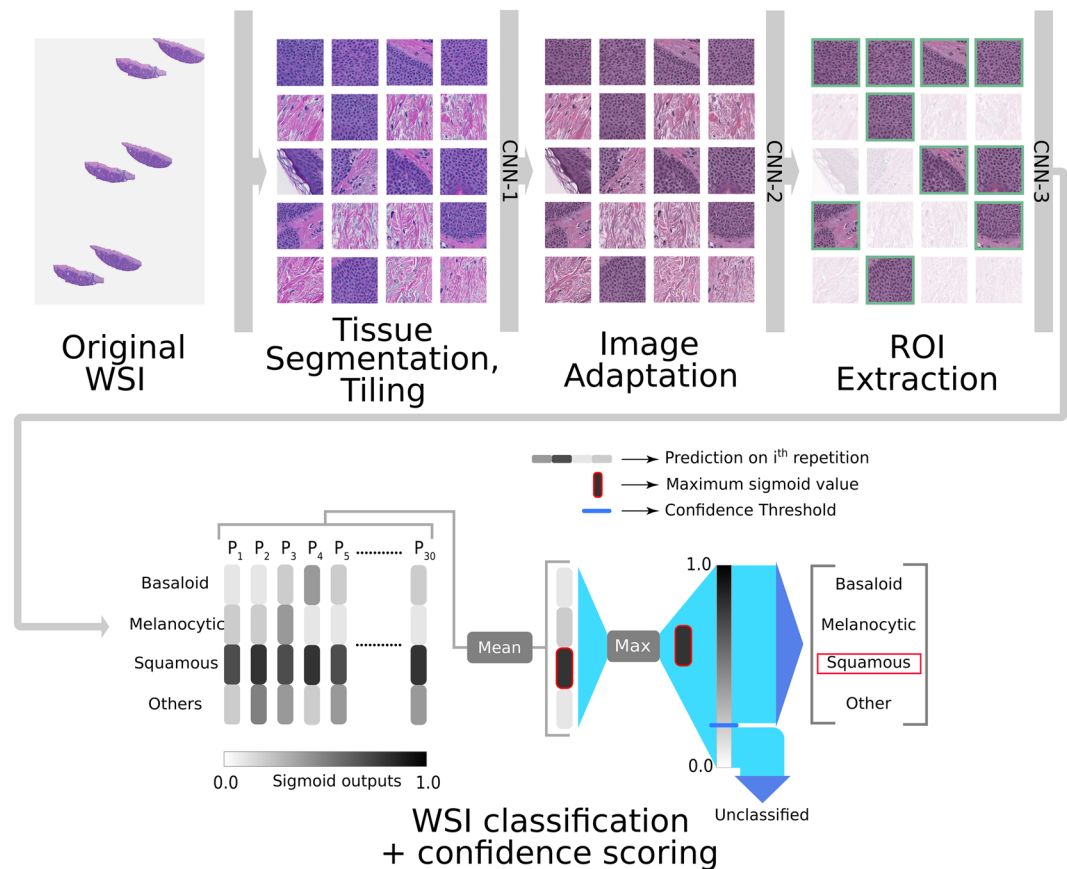 CNN-1
CNN-2
CNN-3
Original
WSI
Tissue
Segmentation,
Tiling
Image
Adaptation
ROI
Extraction
Prediction on ith repetition
Maximum sigmoid value
Confidence Threshold
P1 P2 P3 P4 P5 ........... P30
Basaloid
Melanocytic
Squamous
...........
Others
0.0 Sigmoid outputs 1.0
Mean
Max
1.0
0.0
Unclassified
Basaloid
Melanocytic
Squamous
Other
WSI classification
+ confidence scoring